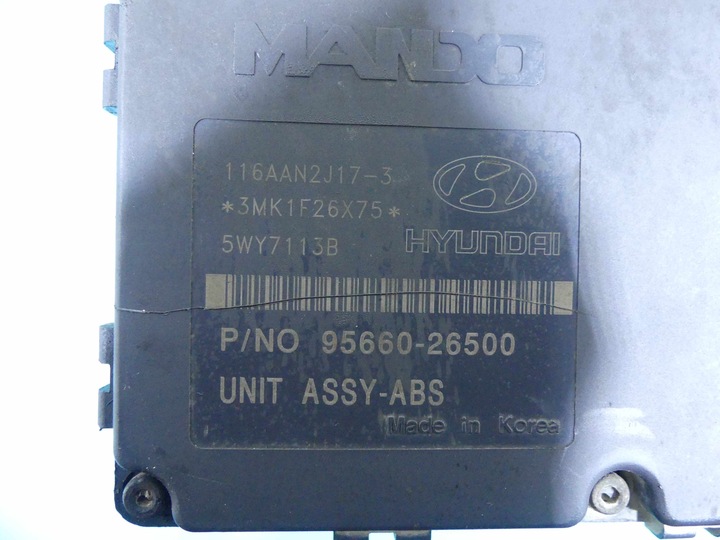 MANDO
116AAN2J17-3
*3MK1F26X75*
5WY7113B
HYUNDAI
P/NO 95660-26500
UNIT ASSY-ABS
Made in Korea